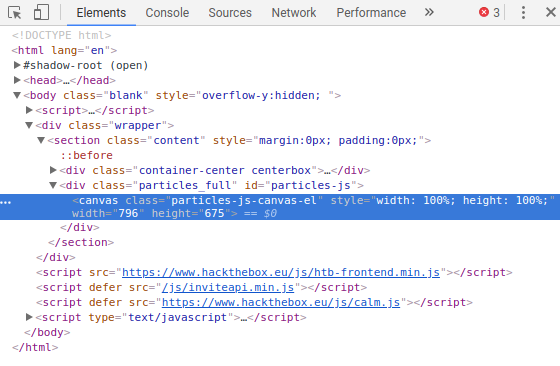 Elements Console Sources Network Performance » 3
<!DOCTYPE html>
<html lang="en">
▶#shadow-root (open)
▶<head>…</head>
▼<body class="blank" style="overflow-y:hidden; ">
▶<script>…</script>
▼<div class="wrapper">
▼<section class="content" style="margin:0px; padding:0px;">
::before
▶<div class="container-center centerbox">…</div>
▼<div class="particles_full" id="particles-js">
…<canvas class="particles-js-canvas-el" style="width: 100%; height: 100%;"
width="796" height="675"> == $0
</div>
</section>
</div>
<script src="https://www.hackthebox.eu/js/htb-frontend.min.js"></script>
<script defer src="/js/inviteapi.min.js"></script>
<script defer src="https://www.hackthebox.eu/js/calm.js"></script>
▶<script type="text/javascript">…</script>
</body>
</html>